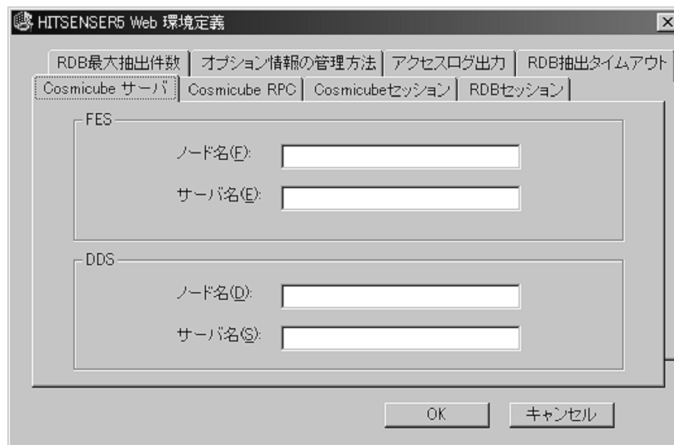 HITSENSER5 Web 環境定義
RDB最大抽出件数 オプション情報の管理方法 アクセスログ出力 RDB抽出タイムアウト
Cosmicube サーバ Cosmicube RPC Cosmicubeセッション RDBセッション
FES
ノード名(F):
サーバ名(E):
DDS
ノード名(D):
サーバ名(S):
OK キャンセル